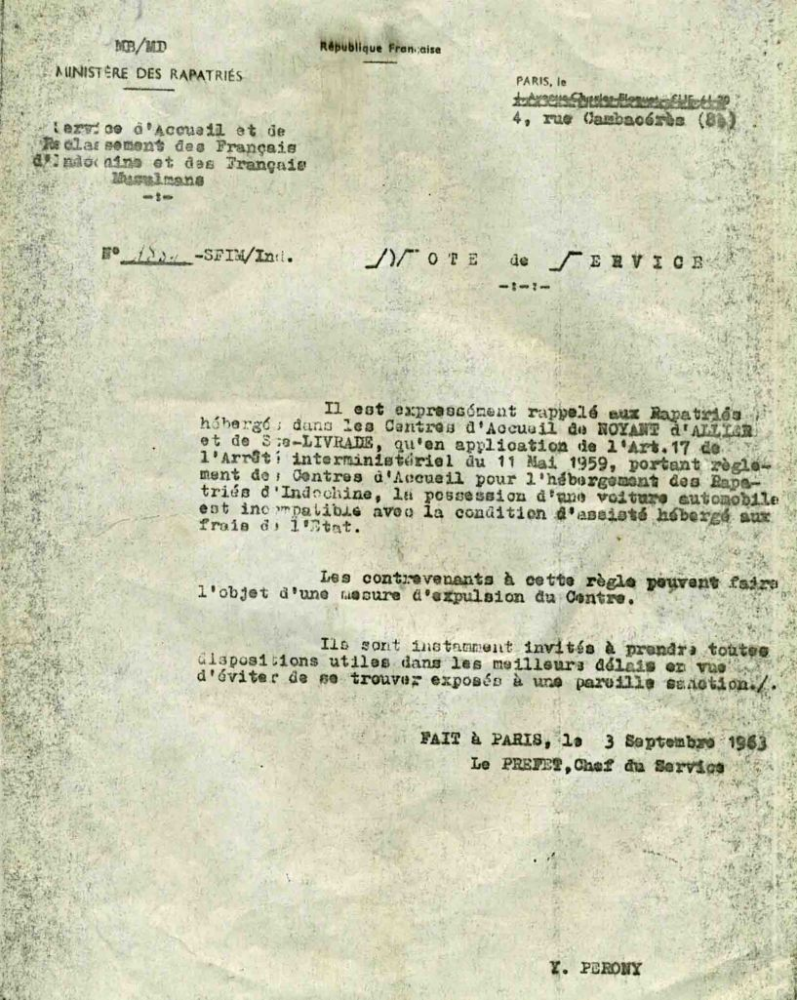 MB/MD
République Française
MINISTÈRE DES RAPATRIÉS
PARIS, le
4, rue Cambacérès (8è)
Service d'Accueil et de
Reclassement des Français
d'Indochine et des Français
Musulmans
-:-
N° -SFIM/Ind.
NOTE de SERVICE
-:-:-
Il est expressément rappelé aux Rapatriés
hébergés dans les Centres d'Accueil de NOYANT d'ALLIER
et de Ste-LIVRADE, qu'en application de l'Art.17 de
l'Arrêté interministériel du 11 Mai 1959, portant règle-
ment des Centres d'Accueil pour l'hébergement des Rapa-
triés d'Indochine, la possession d'une voiture automobile
est incompatible avec la condition d'assisté hébergé aux
frais de l'Etat.
Les contrevenants à cette règle peuvent faire
l'objet d'une mesure d'expulsion du Centre.
Ils sont instamment invités à prendre toutes
dispositions utiles dans les meilleurs délais en vue
d'éviter de se trouver exposés à une pareille sanction./.
FAIT à PARIS, le 3 Septembre 1963
Le PREFET, Chef du Service
Y. PERONY